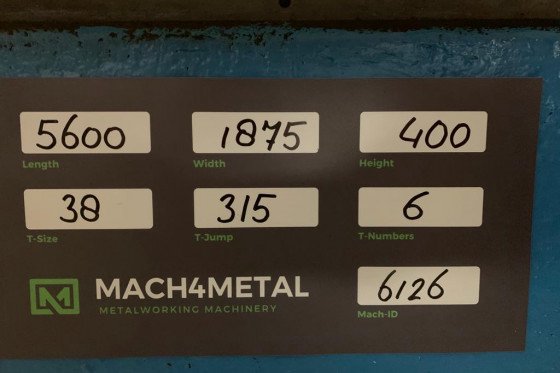 5600 1875 400
Length Width Height
38 315 6
T-Size T-Jump T-Numbers
MACH4METAL 6126
METALWORKING MACHINERY Mach-ID